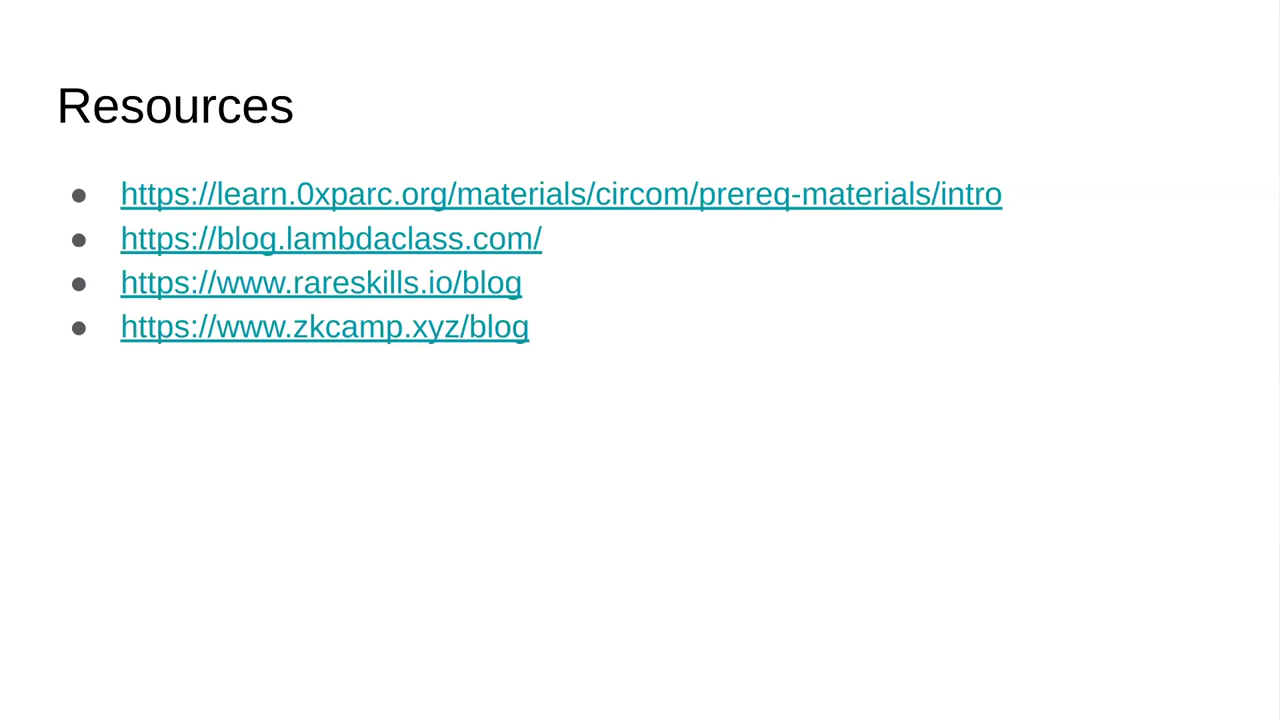 Resources
● https://learn.0xparc.org/materials/circom/prereq-materials/intro
● https://blog.lambdaclass.com/
● https://www.rareskills.io/blog
● https://www.zkcamp.xyz/blog